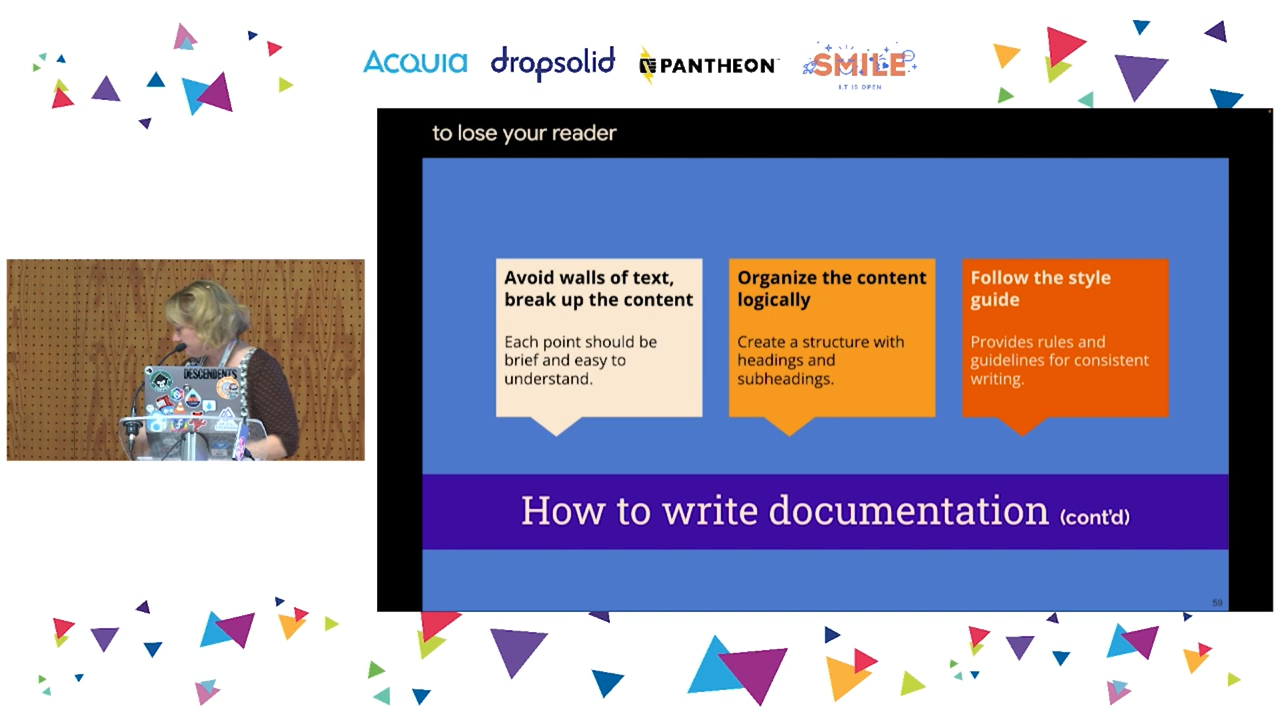 Acquia
dropsolid
PANTHEON
SMILE
I.T IS OPEN
to lose your reader
Avoid walls of text,
break up the content
Each point should be
brief and easy to
understand.
Organize the content
logically
Create a structure with
headings and
subheadings.
Follow the style
guide
Provides rules and
guidelines for consistent
writing.
DESCENDENTS
How to write documentation (cont'd)
59